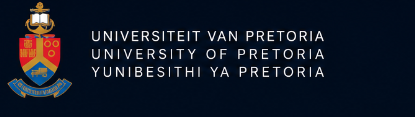 UNIVERSITEIT VAN PRETORIA
UNIVERSITY OF PRETORIA
YUNIBESITHI YA PRETORIA